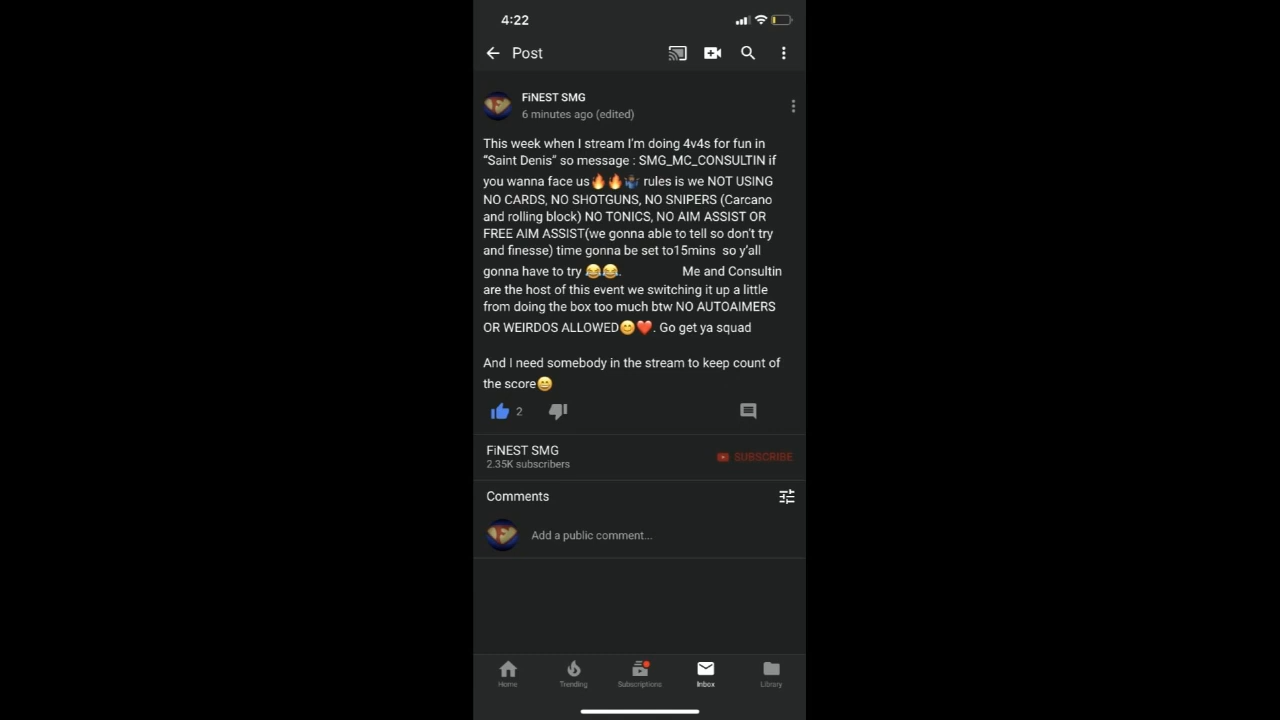 4:22
Post
FiNEST SMG
6 minutes ago (edited)
This week when I stream I'm doing 4v4s for fun in
“Saint Denis” so message : SMG_MC_CONSULTIN if
you wanna face us🔥🔥🤷🏿‍♂️ rules is we NOT USING
NO CARDS, NO SHOTGUNS, NO SNIPERS (Carcano
and rolling block) NO TONICS, NO AIM ASSIST OR
FREE AIM ASSIST(we gonna able to tell so don't try
and finesse) time gonna be set to15mins  so y'all
gonna have to try 😂😂. Me and Consultin
are the host of this event we switching it up a little
from doing the box too much btw NO AUTOAIMERS
OR WEIRDOS ALLOWED😊❤️. Go get ya squad
And I need somebody in the stream to keep count of
the score😄
2
FiNEST SMG
2.35K subscribers
SUBSCRIBE
Comments
Add a public comment...
Home
Trending
Subscriptions
Inbox
Library